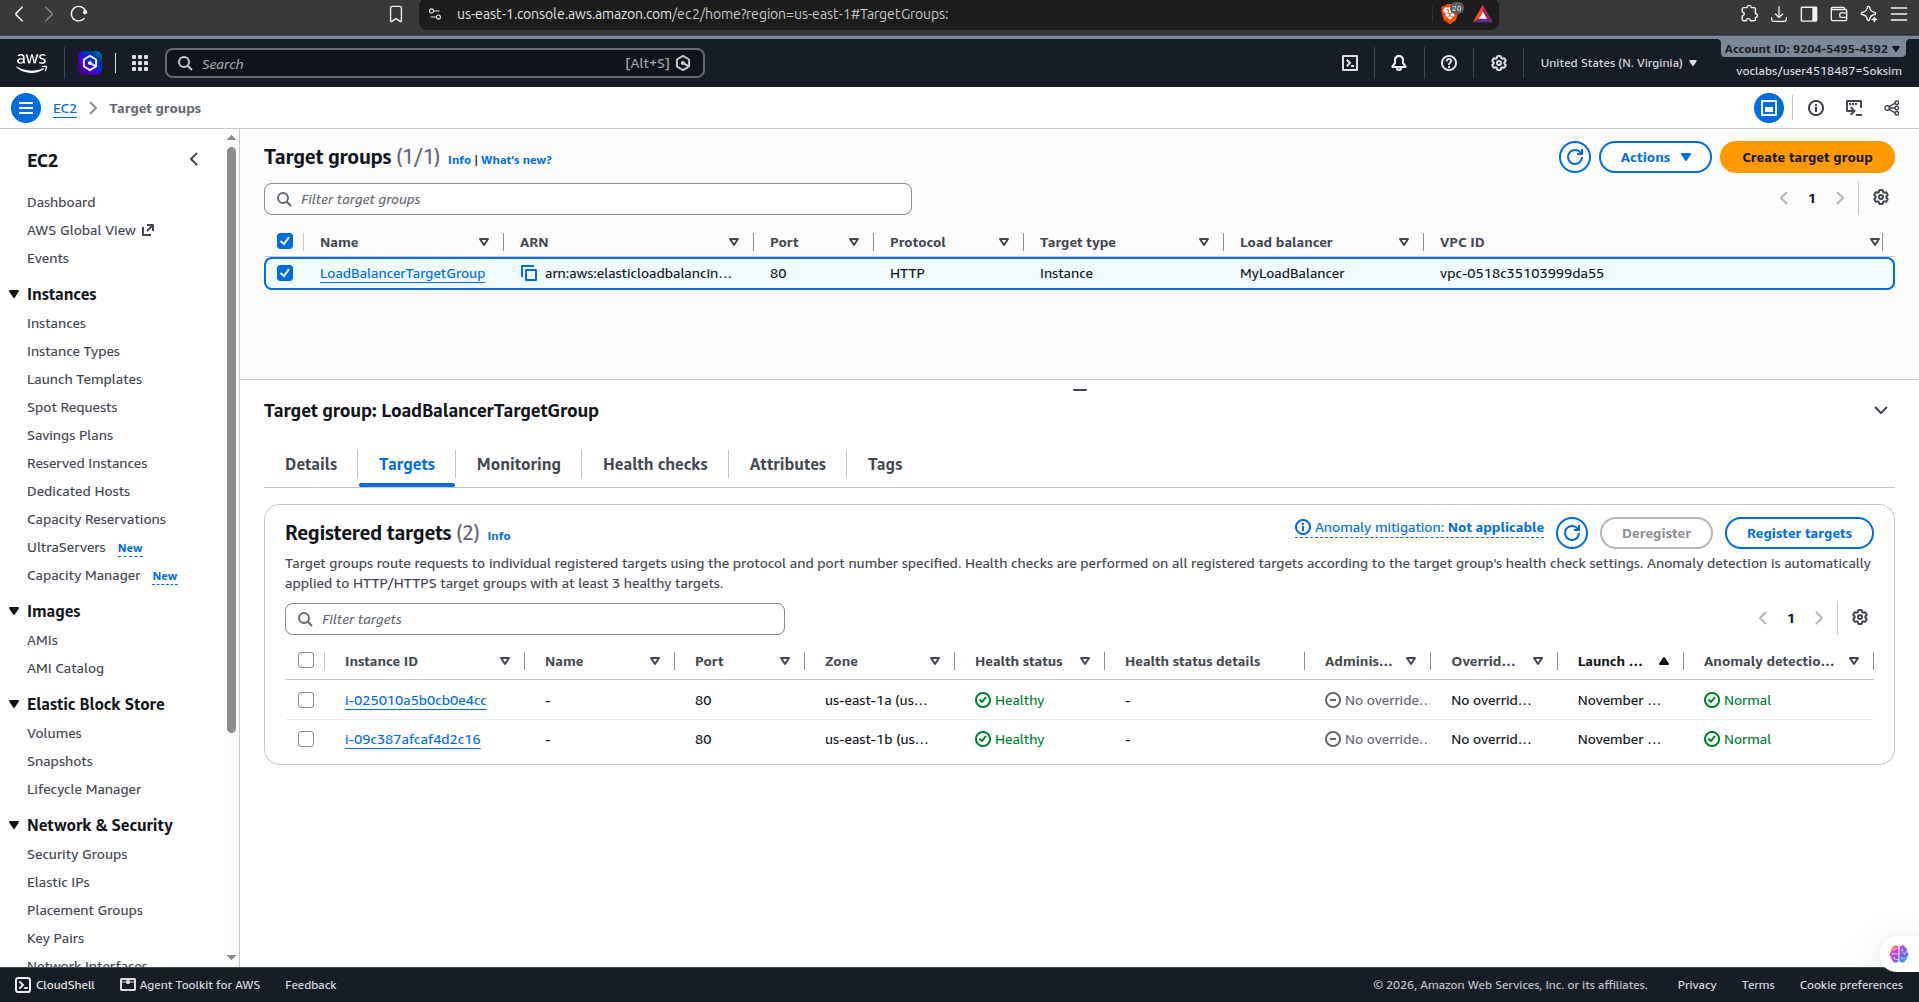 us-east-1.console.aws.amazon.com/ec2/home?region=us-east-1#TargetGroups:
20
aws
Search
[Alt+S]
United States (N. Virginia)
Account ID: 9204-5495-4392
voclabs/user4518487=Soksim
EC2
Target groups
EC2
Dashboard
AWS Global View
Events
Instances
Instances
Instance Types
Launch Templates
Spot Requests
Savings Plans
Reserved Instances
Dedicated Hosts
Capacity Reservations
UltraServers New
Capacity Manager New
Images
AMIs
AMI Catalog
Elastic Block Store
Volumes
Snapshots
Lifecycle Manager
Network & Security
Security Groups
Elastic IPs
Placement Groups
Key Pairs
Network Interfaces
Target groups (1/1) Info | What's new?
Actions
Create target group
Filter target groups
1
Name ARN Port Protocol Target type Load balancer VPC ID
LoadBalancerTargetGroup arn:aws:elasticloadbalancin... 80 HTTP Instance MyLoadBalancer vpc-0518c35103999da55
Target group: LoadBalancerTargetGroup
Details Targets Monitoring Health checks Attributes Tags
Registered targets (2) Info
Anomaly mitigation: Not applicable
Deregister
Register targets
Target groups route requests to individual registered targets using the protocol and port number specified. Health checks are performed on all registered targets according to the target group's health check settings. Anomaly detection is automatically
applied to HTTP/HTTPS target groups with at least 3 healthy targets.
Filter targets
1
Instance ID Name Port Zone Health status Health status details Adminis... Overrid... Launch ... Anomaly detectio...
i-025010a5b0cb0e4cc - 80 us-east-1a (us... Healthy - No override... No overrid... November ... Normal
i-09c387afcaf4d2c16 - 80 us-east-1b (us... Healthy - No override... No overrid... November ... Normal
CloudShell
Agent Toolkit for AWS
Feedback
© 2026, Amazon Web Services, Inc. or its affiliates.
Privacy
Terms
Cookie preferences